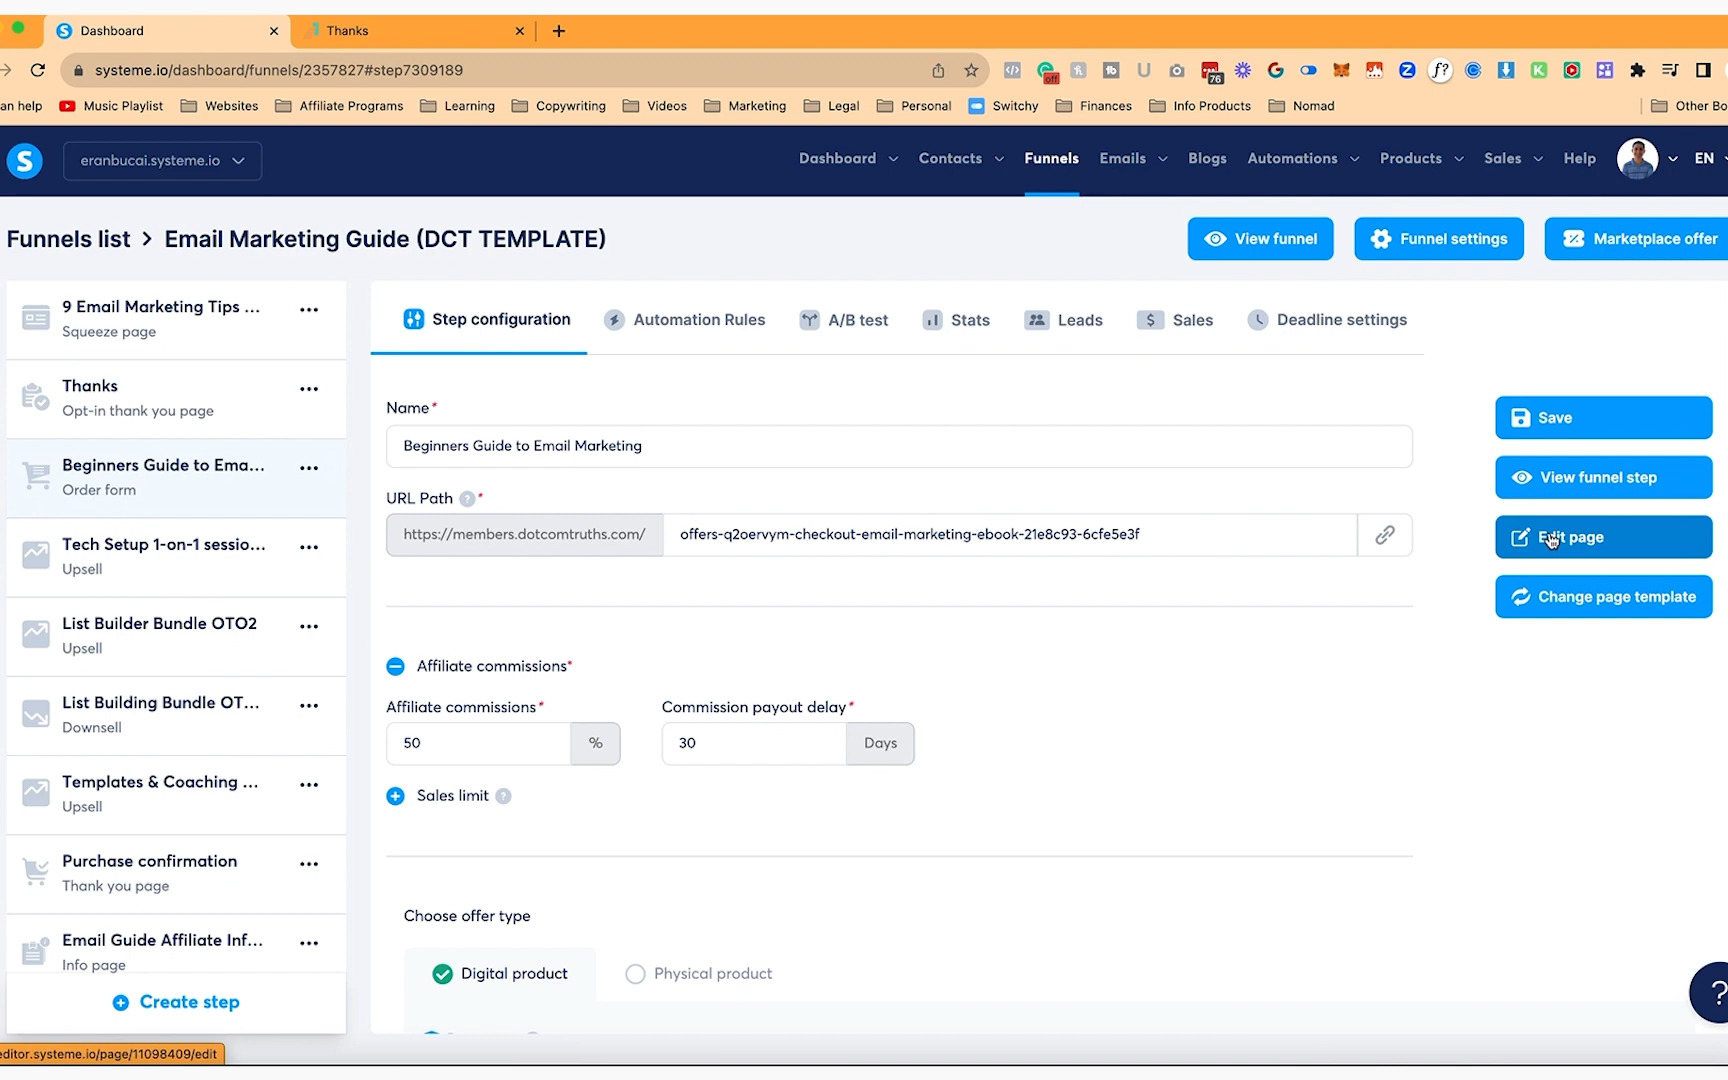 Dashboard
Thanks
systeme.io/dashboard/funnels/2357827#step7309189
off
76
f?
an help
Music Playlist
Websites
Affiliate Programs
Learning
Copywriting
Videos
Marketing
Legal
Personal
Switchy
Finances
Info Products
Nomad
Other Bo
S
eranbucai.systeme.io
Dashboard
Contacts
Funnels
Emails
Blogs
Automations
Products
Sales
Help
EN
Funnels list > Email Marketing Guide (DCT TEMPLATE)
View funnel
Funnel settings
Marketplace offer
9 Email Marketing Tips ...
Squeeze page
Thanks
Opt-in thank you page
Beginners Guide to Ema...
Order form
Tech Setup 1-on-1 sessio...
Upsell
List Builder Bundle OTO2
Upsell
List Building Bundle OT...
Downsell
Templates & Coaching ...
Upsell
Purchase confirmation
Thank you page
Email Guide Affiliate Inf...
Info page
Create step
Step configuration
Automation Rules
A/B test
Stats
Leads
Sales
Deadline settings
Name*
Beginners Guide to Email Marketing
URL Path ? *
https://members.dotcomtruths.com/
offers-q2oervym-checkout-email-marketing-ebook-21e8c93-6cfe5e3f
Affiliate commissions*
Affiliate commissions*
50
%
Commission payout delay*
30
Days
Sales limit ?
Choose offer type
Digital product
Physical product
Save
View funnel step
Edit page
Change page template
?
editor.systeme.io/page/11098409/edit